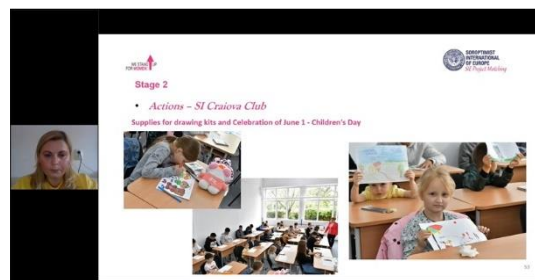 WE STAND UP
FOR WOMEN
SOROPTIMIST
INTERNATIONAL
OF EUROPE
SI Project Matching
Stage 2
• Actions – SI Craiova Club
Supplies for drawing kits and Celebration of June 1 - Children's Day